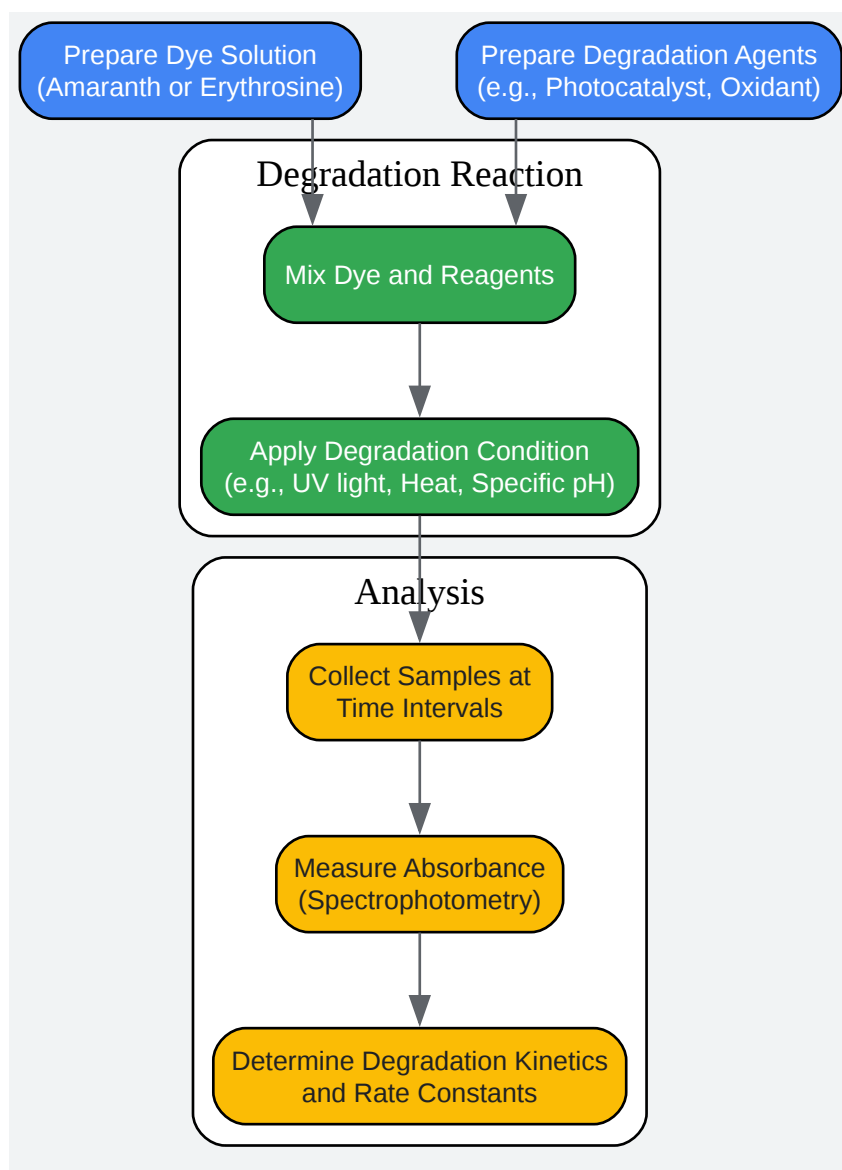 Prepare Dye Solution
(Amaranth or Erythrosine)
Prepare Degradation Agents
(e.g., Photocatalyst, Oxidant)
Degradation Reaction
Mix Dye and Reagents
Apply Degradation Condition
(e.g., UV light, Heat, Specific pH)
Analysis
Collect Samples at
Time Intervals
Measure Absorbance
(Spectrophotometry)
Determine Degradation Kinetics
and Rate Constants